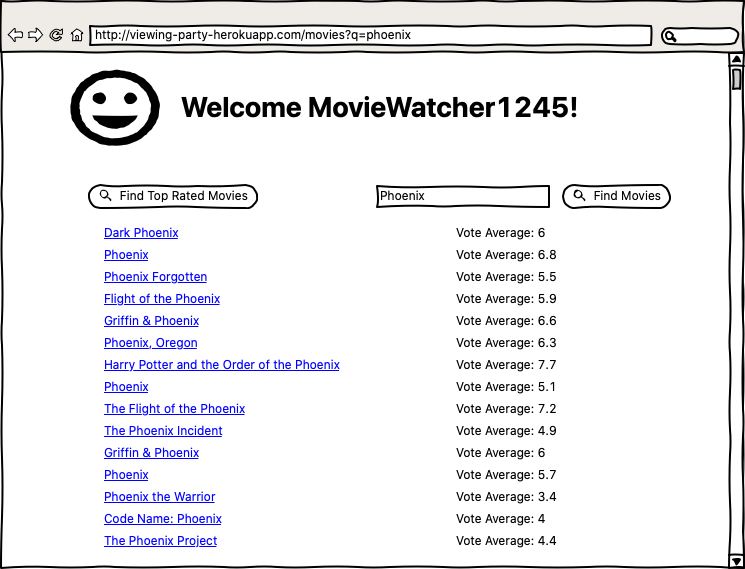 http://viewing-party-herokuapp.com/movies?q=phoenix
Welcome MovieWatcher1245!
Find Top Rated Movies Phoenix Find Movies
Dark Phoenix Vote Average: 6
Phoenix Vote Average: 6.8
Phoenix Forgotten Vote Average: 5.5
Flight of the Phoenix Vote Average: 5.9
Griffin & Phoenix Vote Average: 6.6
Phoenix, Oregon Vote Average: 6.3
Harry Potter and the Order of the Phoenix Vote Average: 7.7
Phoenix Vote Average: 5.1
The Flight of the Phoenix Vote Average: 7.2
The Phoenix Incident Vote Average: 4.9
Griffin & Phoenix Vote Average: 6
Phoenix Vote Average: 5.7
Phoenix the Warrior Vote Average: 3.4
Code Name: Phoenix Vote Average: 4
The Phoenix Project Vote Average: 4.4